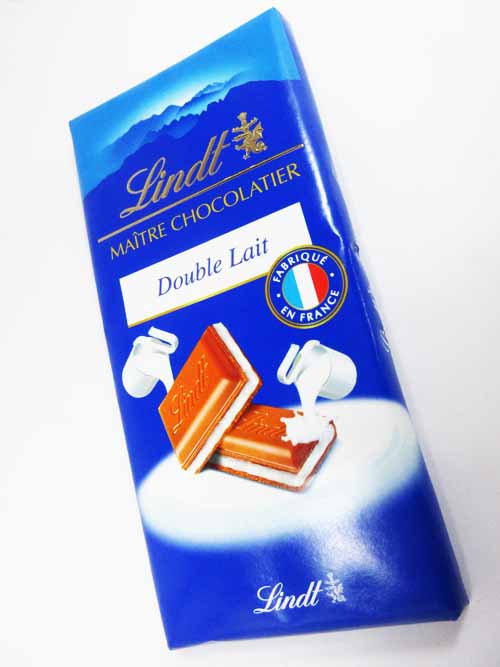 Lindt
MAÎTRE CHOCOLATIER
Double Lait
FABRIQUÉ
EN FRANCE
Lindt
Lindt
Lindt